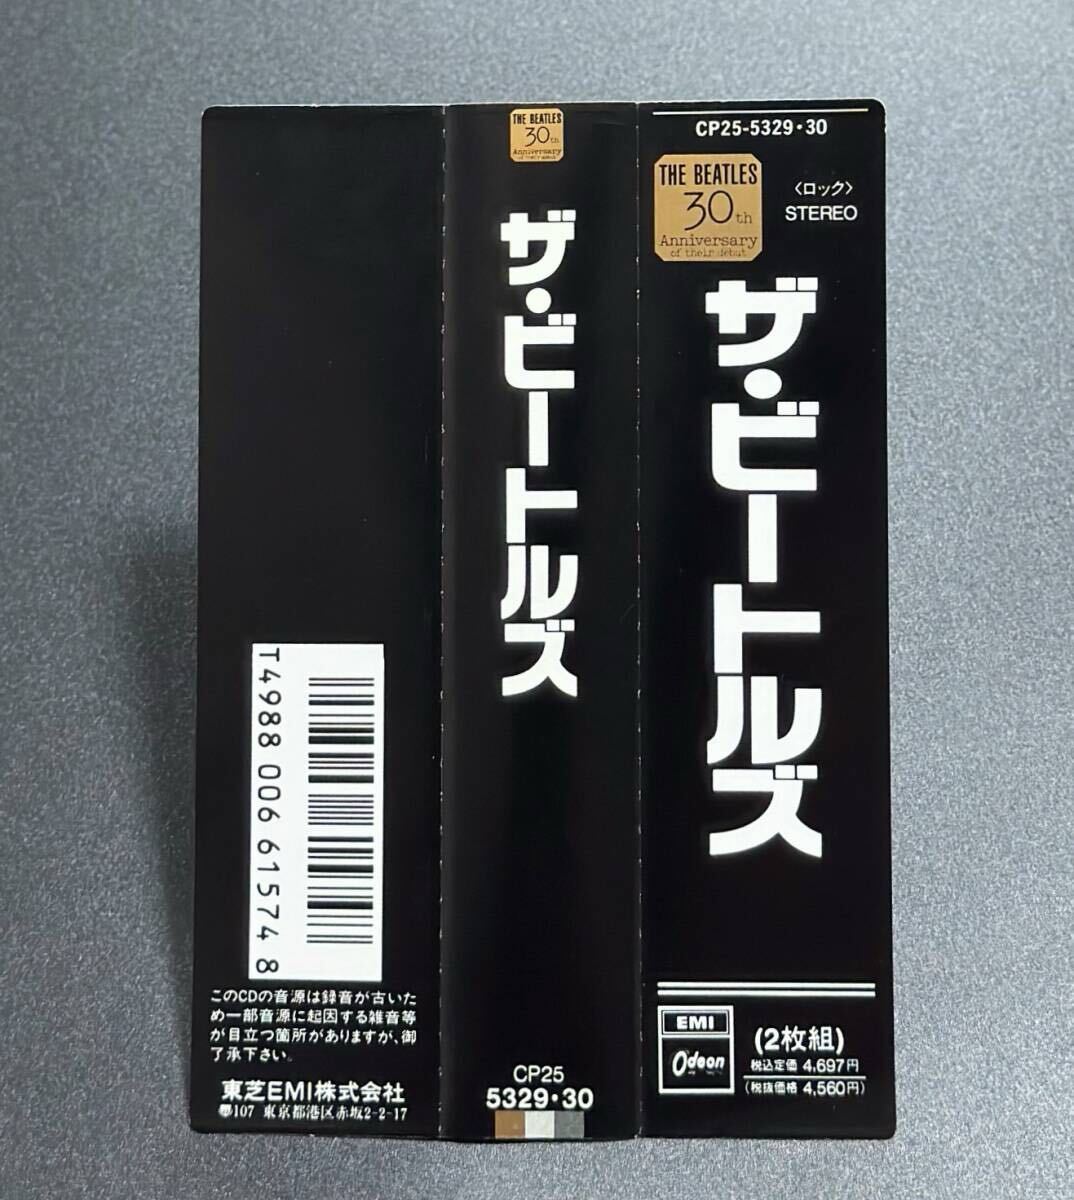 T4988 006 61574 8
このCDの音源は録音が古いた
め一部音源に起因する雑音等
が目立つ箇所がありますが、御
了承下さい。
東芝EMI株式会社
〒107 東京都港区赤坂2-2-17
THE BEATLES
30th
Anniversary
of their debut
ザ・ビートルズ
CP25
5329・30
CP25-5329・30
THE BEATLES
30th
Anniversary
of their debut
〈ロック〉
STEREO
ザ・ビートルズ
EMI
Odeon
(2枚組)
税込定価 4,697円
(税抜価格 4,560円)